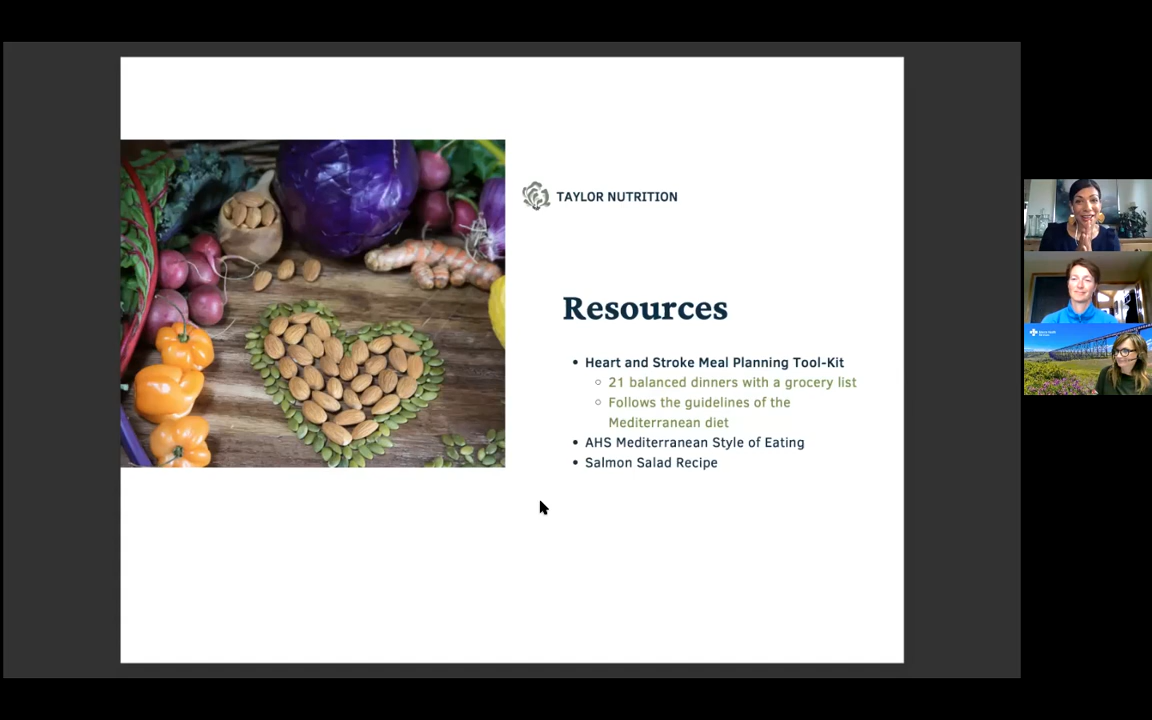 TAYLOR NUTRITION
Resources
• Heart and Stroke Meal Planning Tool-Kit
○ 21 balanced dinners with a grocery list
○ Follows the guidelines of the
Mediterranean diet
• AHS Mediterranean Style of Eating
• Salmon Salad Recipe